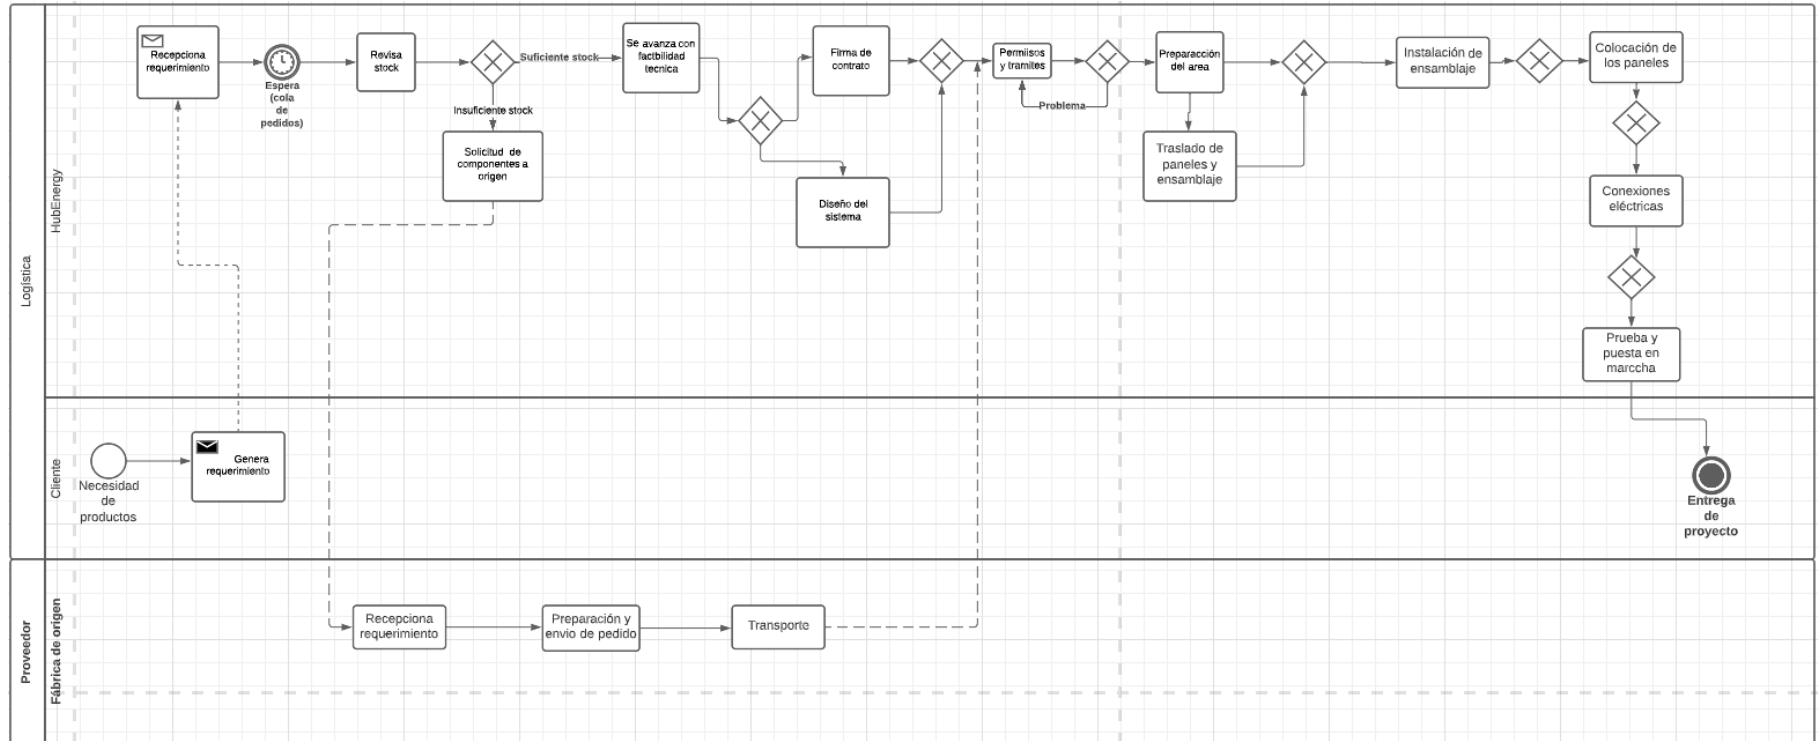 Logística
HubEnergy
Recepciona
requerimiento
Espera
(cola
de
pedidos)
Revisa
stock
Suficiente stock
Insuficiente stock
Solicitud de
componentes a
origen
Se avanza con
factbilidad
tecnica
Firma de
contrato
Diseño del
sistema
Permiisos
y tramites
Problema
Preparacción
del area
Traslado de
paneles y
ensamblaje
Instalación de
ensamblaje
Colocación de
los paneles
Conexiones
eléctricas
Prueba y
puesta en
marccha
Cliente
Necesidad
de
productos
Genera
requerimiento
Entrega
de
proyecto
Proveedor
Fábrica de origen
Recepciona
requerimiento
Preparación y
envio de pedido
Transporte